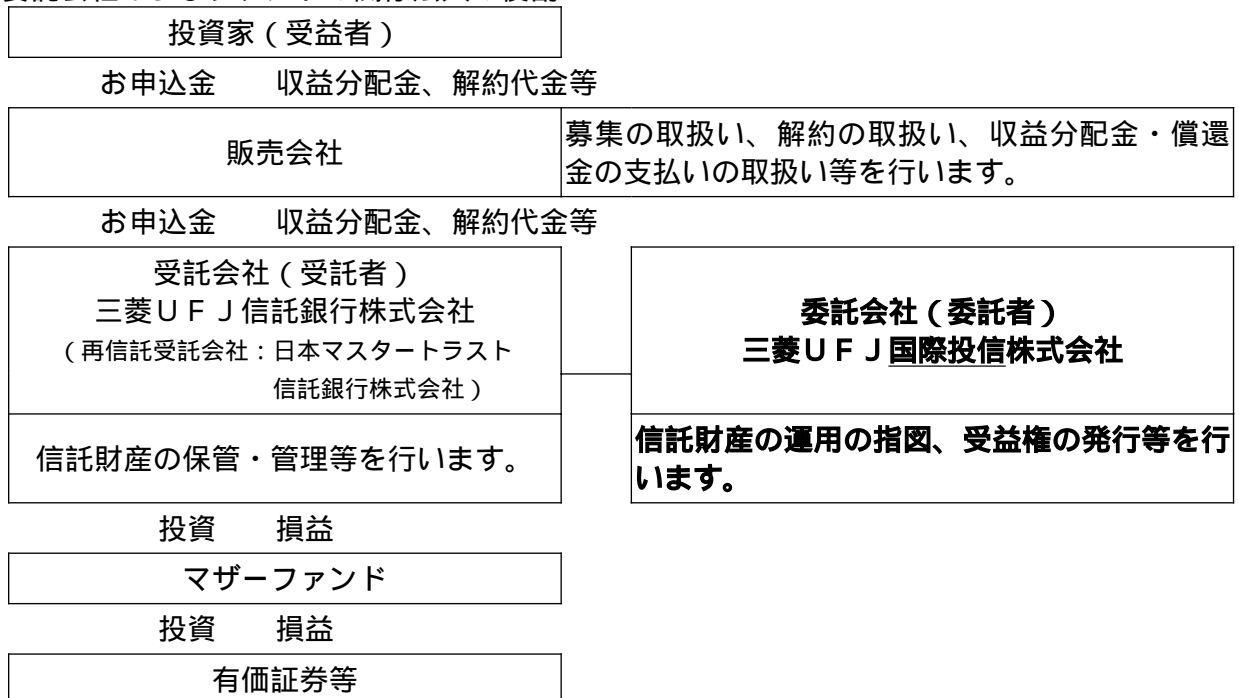 投資家（受益者）
お申込金　　収益分配金、解約代金等
販売会社
募集の取扱い、解約の取扱い、収益分配金・償還
金の支払いの取扱い等を行います。
お申込金　　収益分配金、解約代金等
受託会社（受託者）
三菱ＵＦＪ信託銀行株式会社
（再信託受託会社：日本マスタートラスト
信託銀行株式会社）
委託会社（委託者）
三菱ＵＦＪ国際投信株式会社
信託財産の保管・管理等を行います。
信託財産の運用の指図、受益権の発行等を行
います。
投資　　損益
マザーファンド
投資　　損益
有価証券等